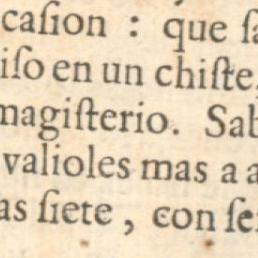 casion : que sa
iso en un chiste,
magisterio. Sab
valioles mas a a
as siete, con se